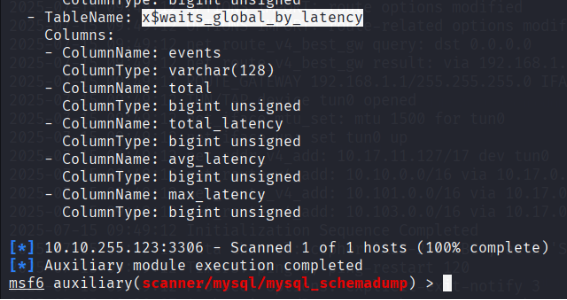 ColumnType: bigint unsigned
- TableName: x$waits_global_by_latency
Columns:
- ColumnName: events
ColumnType: varchar(128)
- ColumnName: total
ColumnType: bigint unsigned
- ColumnName: total_latency
ColumnType: bigint unsigned
- ColumnName: avg_latency
ColumnType: bigint unsigned
- ColumnName: max_latency
ColumnType: bigint unsigned
[*] 10.10.255.123:3306 - Scanned 1 of 1 hosts (100% complete)
[*] Auxiliary module execution completed
msf6 auxiliary(scanner/mysql/mysql_schemadump) >